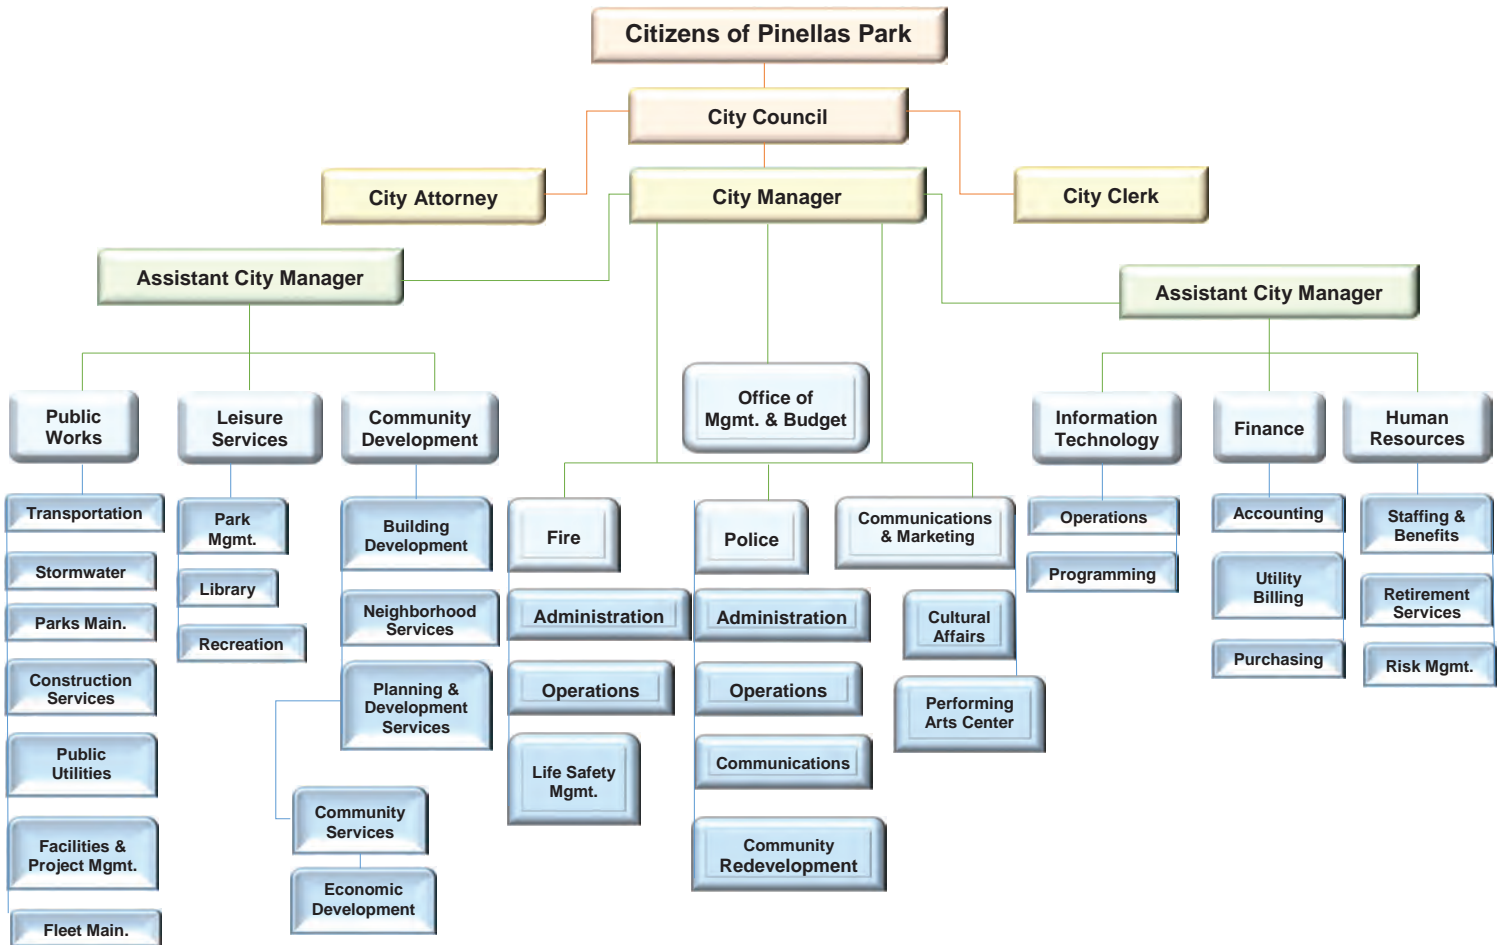 Citizens of Pinellas Park
City Council
City Attorney
City Manager
City Clerk
Assistant City Manager
Assistant City Manager
Public
Works
Leisure
Services
Community
Development
Office of
Mgmt. & Budget
Information
Technology
Finance
Human
Resources
Transportation
Stormwater
Parks Main.
Construction
Services
Public
Utilities
Facilities &
Project Mgmt.
Fleet Main.
Park
Mgmt.
Library
Recreation
Building
Development
Neighborhood
Services
Planning &
Development
Services
Community
Services
Economic
Development
Fire
Administration
Operations
Life Safety
Mgmt.
Police
Administration
Operations
Communications
Community
Redevelopment
Communications
& Marketing
Cultural
Affairs
Performing
Arts Center
Operations
Programming
Accounting
Utility
Billing
Purchasing
Staffing &
Benefits
Retirement
Services
Risk Mgmt.